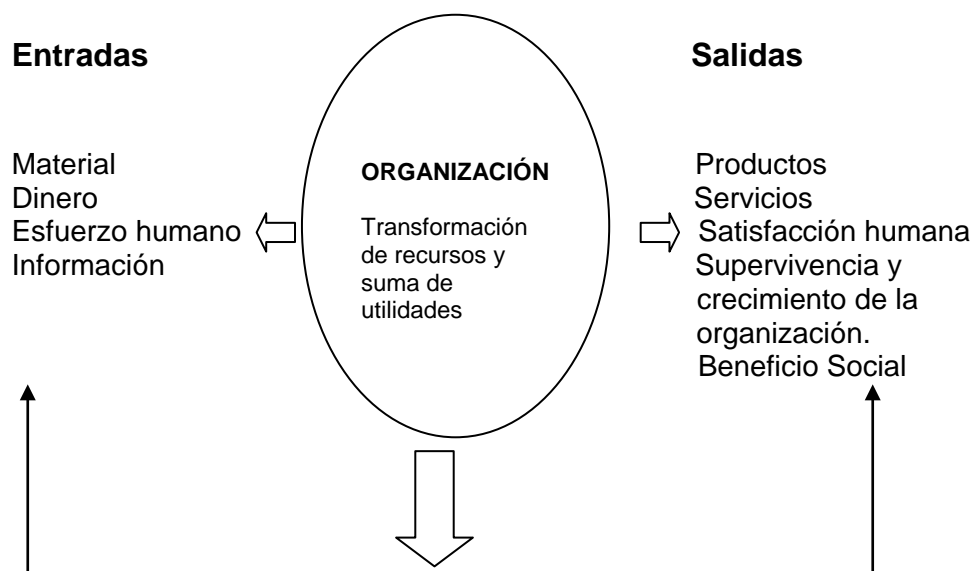 Entradas
Material
Dinero
Esfuerzo humano
Información
ORGANIZACIÓN
Transformación
de recursos y
suma de
utilidades
Salidas
Productos
Servicios
Satisfacción humana
Supervivencia y
crecimiento de la
organización.
Beneficio Social